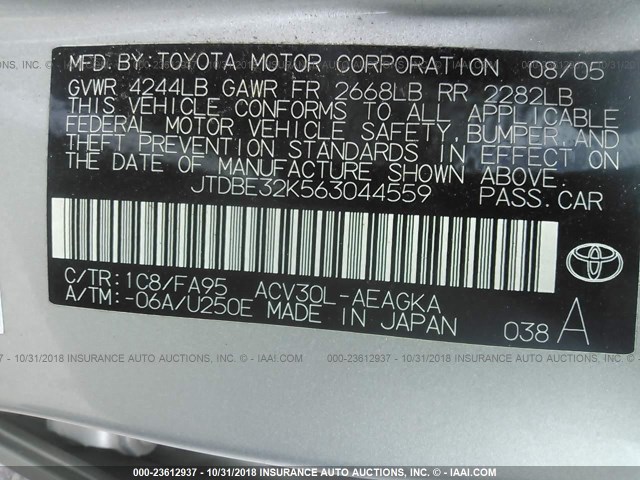 MFD. BY TOYOTA MOTOR CORPORATION 08/05
GVWR 4244LB GAWR FR 2668LB RR 2282LB
THIS VEHICLE CONFORMS TO ALL APPLICABLE
FEDERAL MOTOR VEHICLE SAFETY, BUMPER, AND
THEFT PREVENTION STANDARDS IN EFFECT ON
THE DATE OF MANUFACTURE SHOWN ABOVE.
JTDBE32K563044559 PASS.CAR
C/TR: 1C8/FA95 ACV30L-AEAGKA
A/TM: -06A/U250E MADE IN JAPAN
038 A
TOYOTA
000-23612937 - 10/31/2018 - INSURANCE AUTO AUCTIONS - © IAAI.COM